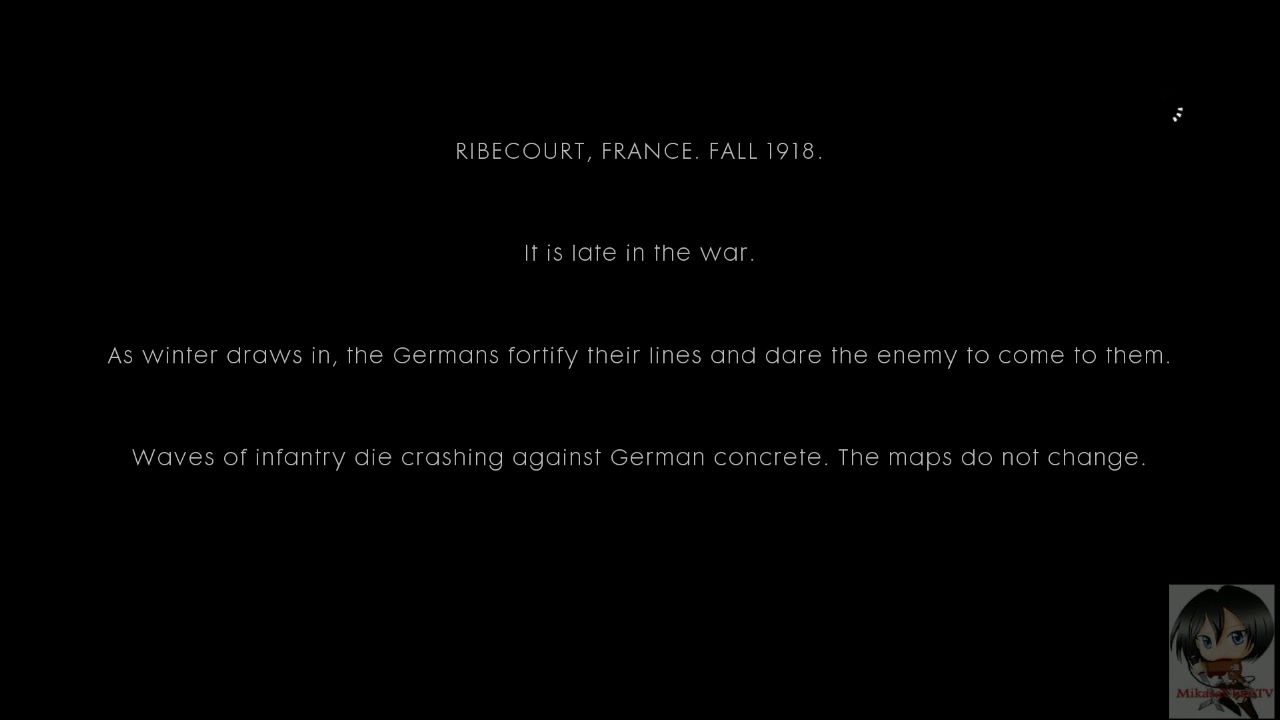 RIBECOURT, FRANCE. FALL 1918.
It is late in the war.
As winter draws in, the Germans fortify their lines and dare the enemy to come to them.
Waves of infantry die crashing against German concrete. The maps do not change.